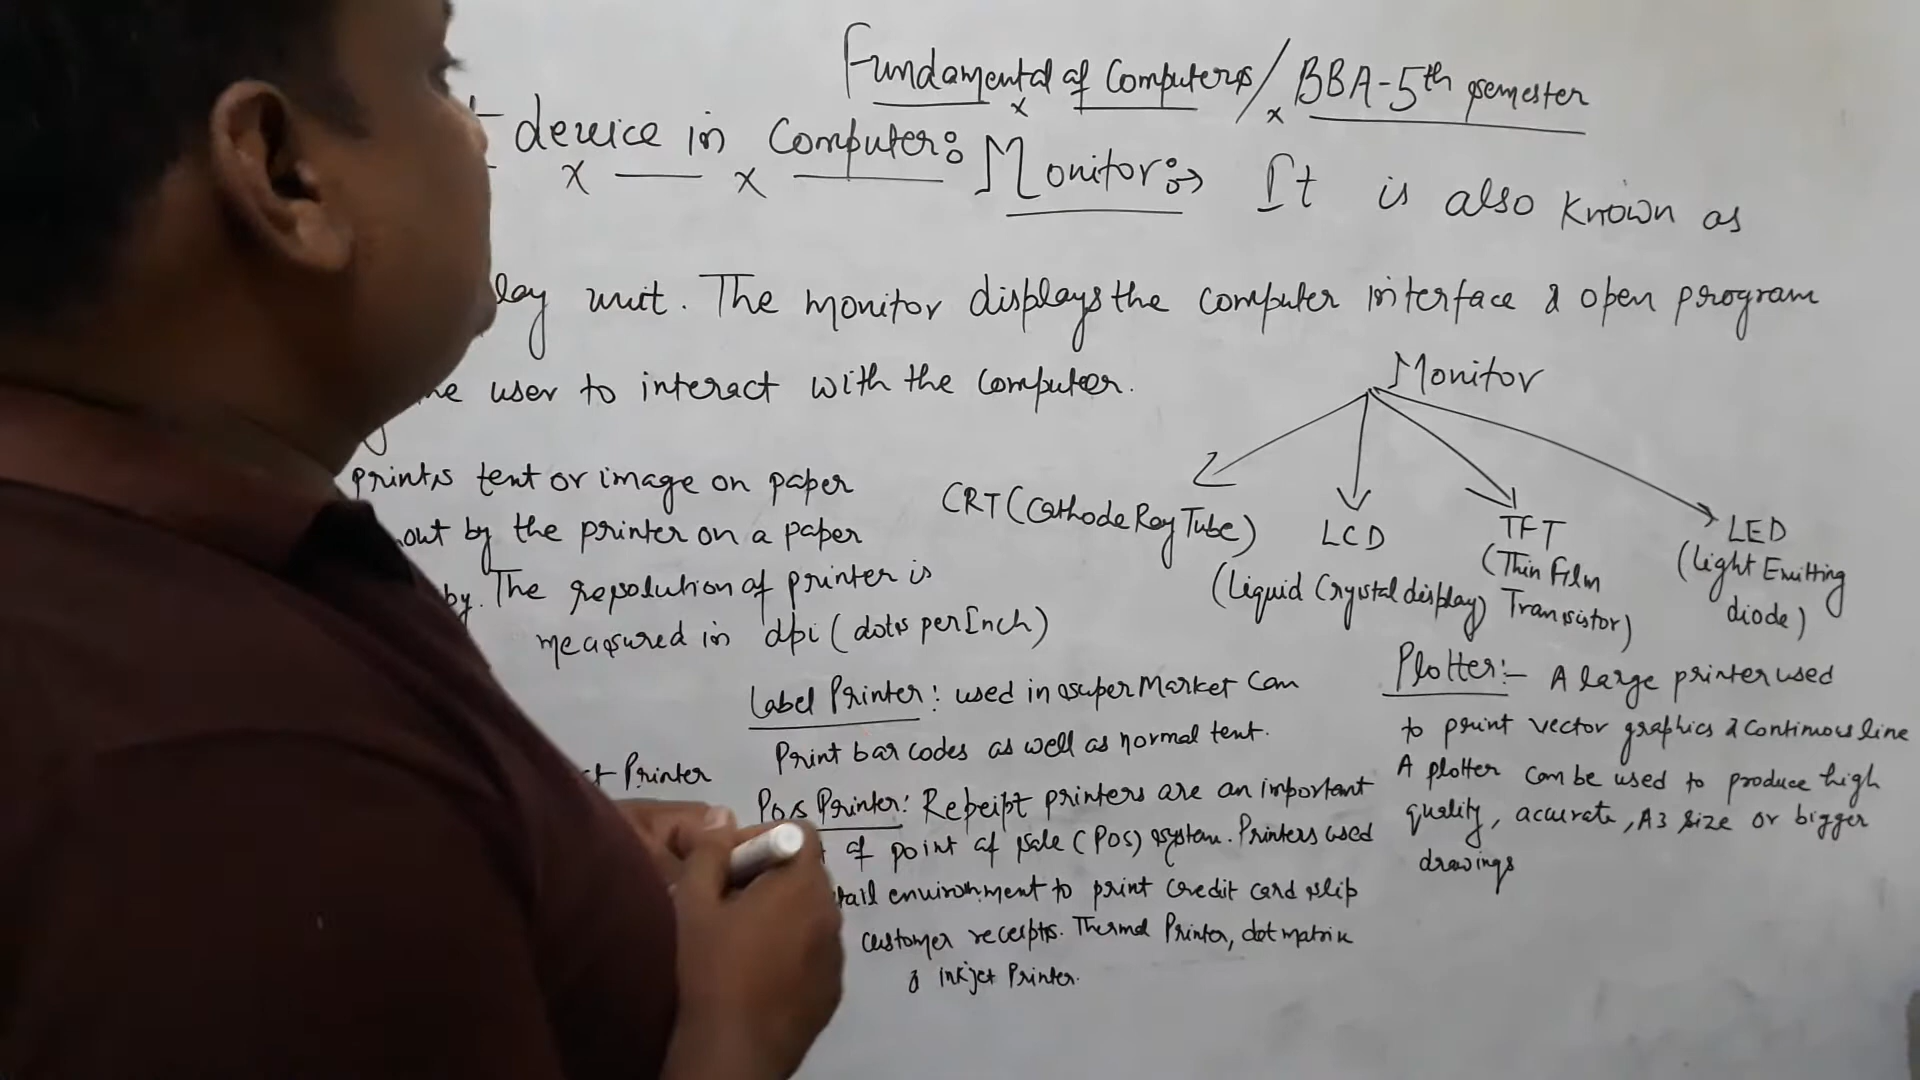 Fundamental of Computers / BBA-5th semester
device in Computer: Monitor:→ It is also known as
lay unit. The monitor displays the computer interface & open program
user to interact with the computer.
Monitor
CRT (Cathode Ray Tube)
LCD
(Liquid Crystal display)
TFT
(Thin Film
Transistor)
LED
(Light Emitting
diode)
prints text or image on paper
out by the printer on a paper
by. The resolution of printer is
measured in dpi (dots per Inch)
Printer
Label Printer: used in super Market can
Print bar codes as well as normal text.
POS Printer: Reciept printers are an important
of point of sale (POS) system. Printers used
tail environment to print credit card slip
customer receipts. Thermal Printer, dot matrix
& inkjet Printer.
Plotter:- A large printer used
to print vector graphics & continous line
A plotter can be used to produce high
quality, accurate, A3 size or bigger
drawings